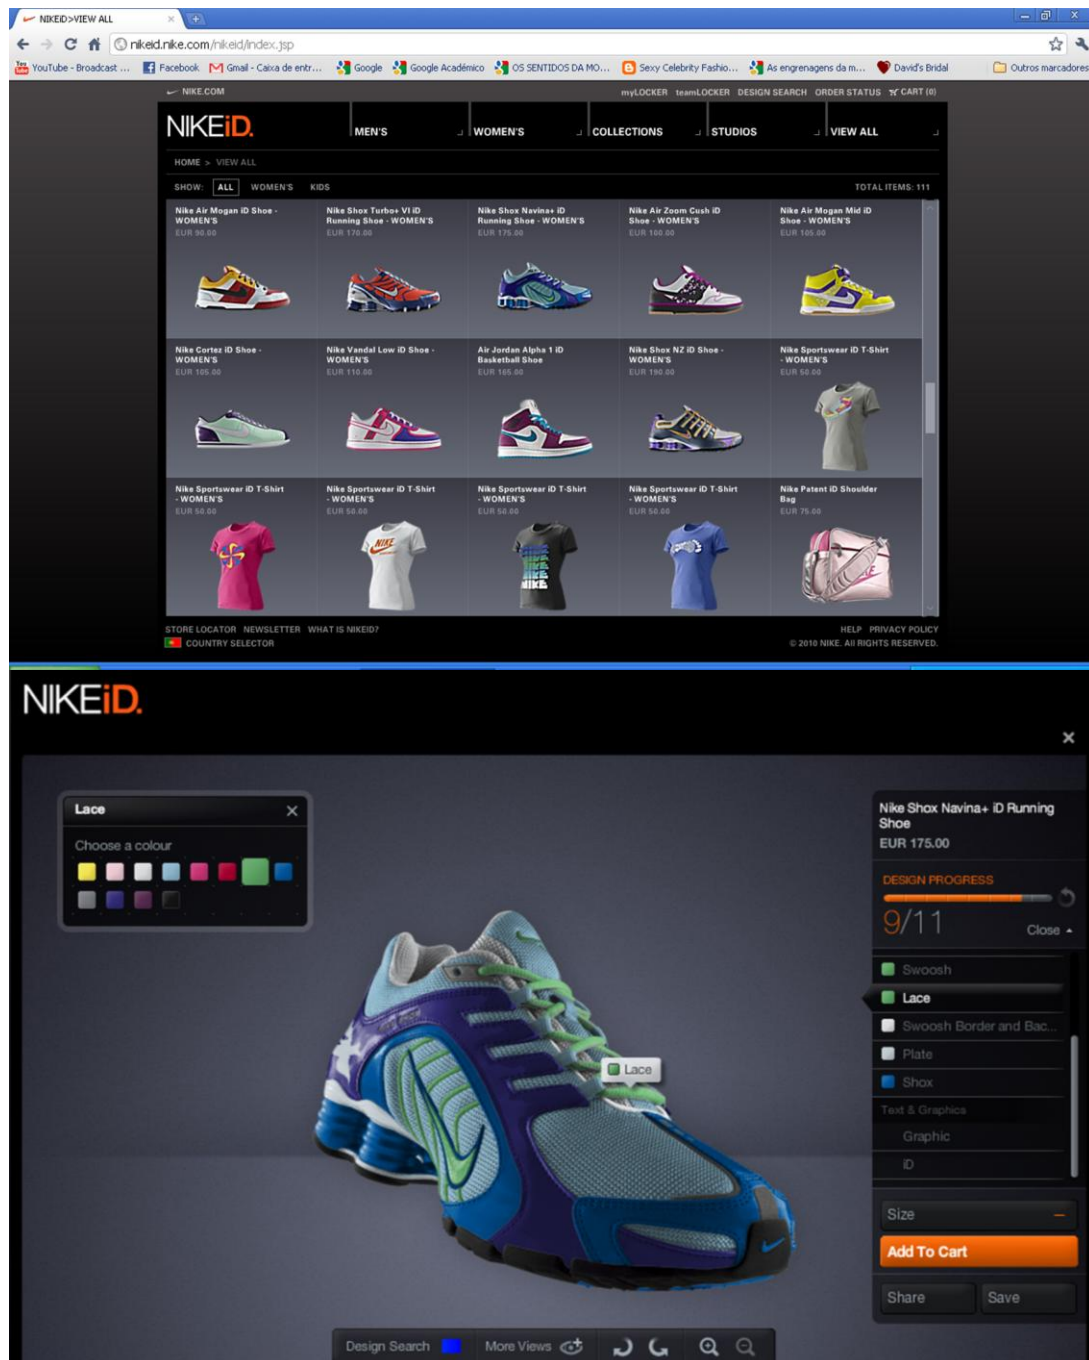 NIKEiD>VIEW ALL
nikeid.nike.com/nikeid/index.jsp
YouTube - Broadcast ... Facebook Gmail - Caixa de entr... Google Google Académico OS SENTIDOS DA MO... Sexy Celebrity Fashio... As engrenagens da m... David's Bridal Outros marcadores
NIKE.COM myLOCKER teamLOCKER DESIGN SEARCH ORDER STATUS CART (0)
NIKEiD. MEN'S WOMEN'S COLLECTIONS STUDIOS VIEW ALL
HOME > VIEW ALL
SHOW: ALL WOMEN'S KIDS TOTAL ITEMS: 111
Nike Air Mogan iD Shoe -
WOMEN'S
EUR 90.00
Nike Shox Turbo+ VI iD
Running Shoe - WOMEN'S
EUR 170.00
Nike Shox Navina+ iD
Running Shoe - WOMEN'S
EUR 175.00
Nike Air Zoom Cush iD
Shoe - WOMEN'S
EUR 100.00
Nike Air Mogan Mid iD
Shoe - WOMEN'S
EUR 105.00
Nike Cortez iD Shoe -
WOMEN'S
EUR 105.00
Nike Vandal Low iD Shoe -
WOMEN'S
EUR 110.00
Air Jordan Alpha 1 iD
Basketball Shoe
EUR 165.00
Nike Shox NZ iD Shoe -
WOMEN'S
EUR 190.00
Nike Sportswear iD T-Shirt
- WOMEN'S
EUR 50.00
Nike Sportswear iD T-Shirt
- WOMEN'S
EUR 50.00
Nike Sportswear iD T-Shirt
- WOMEN'S
EUR 50.00
NIKE
Nike Sportswear iD T-Shirt
- WOMEN'S
EUR 50.00
NIKE
Nike Sportswear iD T-Shirt
- WOMEN'S
EUR 50.00
Nike Patent iD Shoulder
Bag
EUR 75.00
STORE LOCATOR NEWSLETTER WHAT IS NIKEID? HELP PRIVACY POLICY
COUNTRY SELECTOR © 2010 NIKE. All RIGHTS RESERVED.
NIKEiD.
Lace
Choose a colour
Lace
Nike Shox Navina+ iD Running
Shoe
EUR 175.00
DESIGN PROGRESS
9/11 Close
Swoosh
Lace
Swoosh Border and Bac...
Plate
Shox
Text & Graphics
Graphic
iD
Size
Add To Cart
Share Save
Design Search More Views